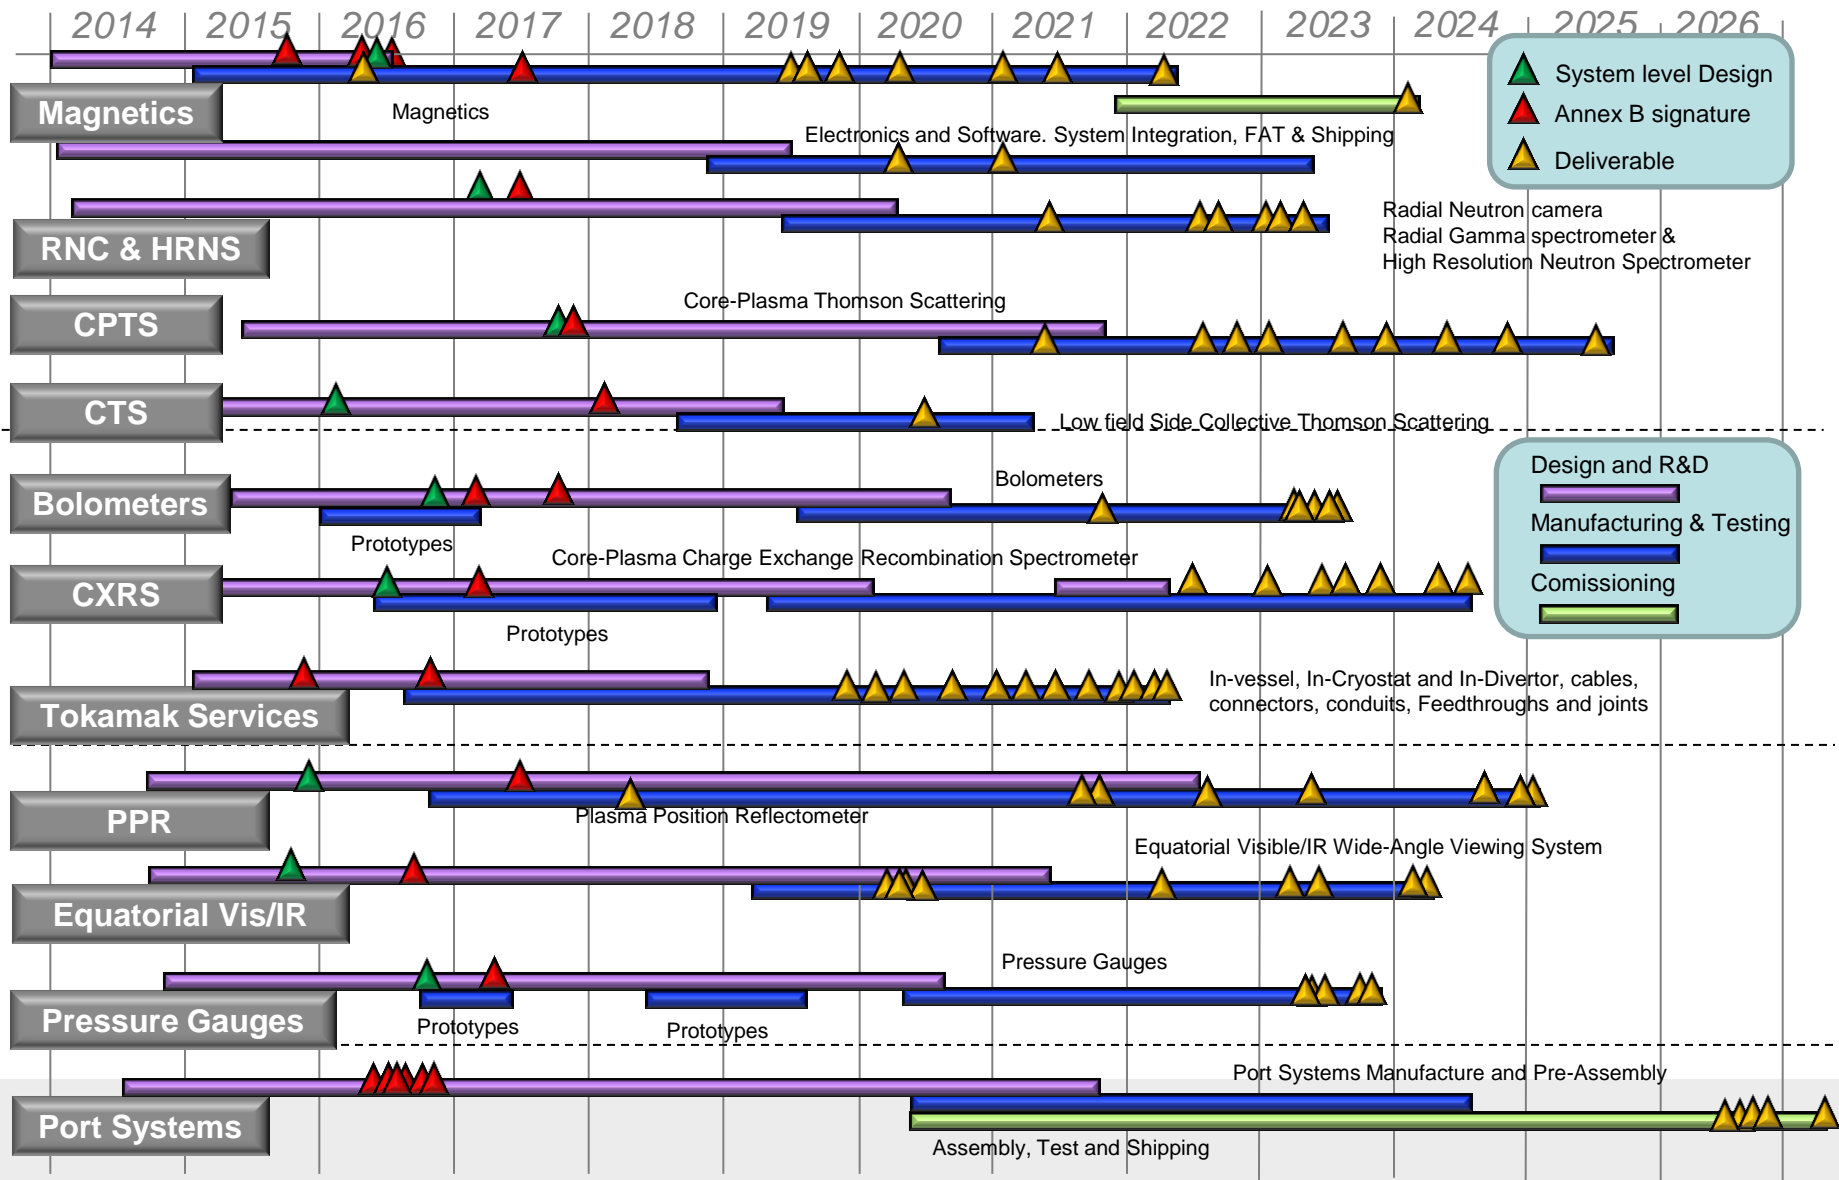 2014 2015 2016 2017 2018 2019 2020 2021 2022 2023 2024 2025 2026
System level Design
Annex B signature
Deliverable
Magnetics
Magnetics
Electronics and Software. System Integration, FAT & Shipping
RNC & HRNS
Radial Neutron camera
Radial Gamma spectrometer &
High Resolution Neutron Spectrometer
CPTS
Core-Plasma Thomson Scattering
CTS
Low field Side Collective Thomson Scattering
Design and R&D
Manufacturing & Testing
Comissioning
Bolometers
Bolometers
Prototypes
Core-Plasma Charge Exchange Recombination Spectrometer
CXRS
Prototypes
Tokamak Services
In-vessel, In-Cryostat and In-Divertor, cables,
connectors, conduits, Feedthroughs and joints
PPR
Plasma Position Reflectometer
Equatorial Visible/IR Wide-Angle Viewing System
Equatorial Vis/IR
Pressure Gauges
Pressure Gauges
Prototypes
Prototypes
Port Systems Manufacture and Pre-Assembly
Port Systems
Assembly, Test and Shipping